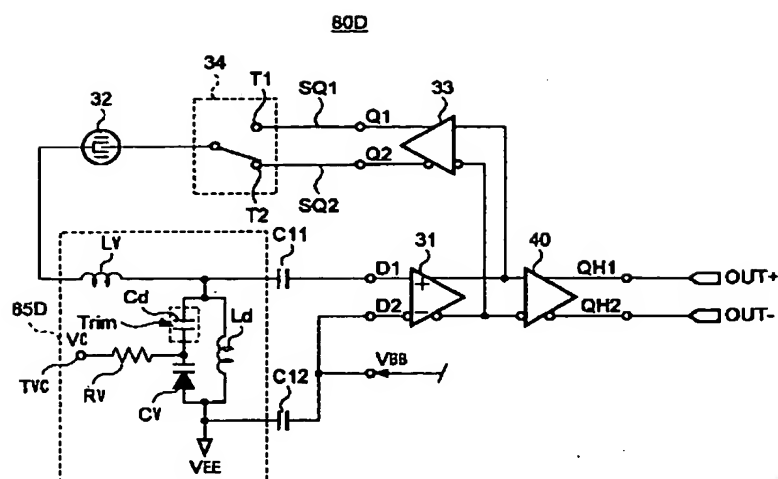 80D
34
T1
SQ1
Q1
33
32
Q2
T2
SQ2
LV
C11
D1
31
40
QH1
OUT+
Cd
85D
Trim
Ld
D2
QH2
OUT-
VC
VBB
TVC
RV
C12
CV
VEE
+
−